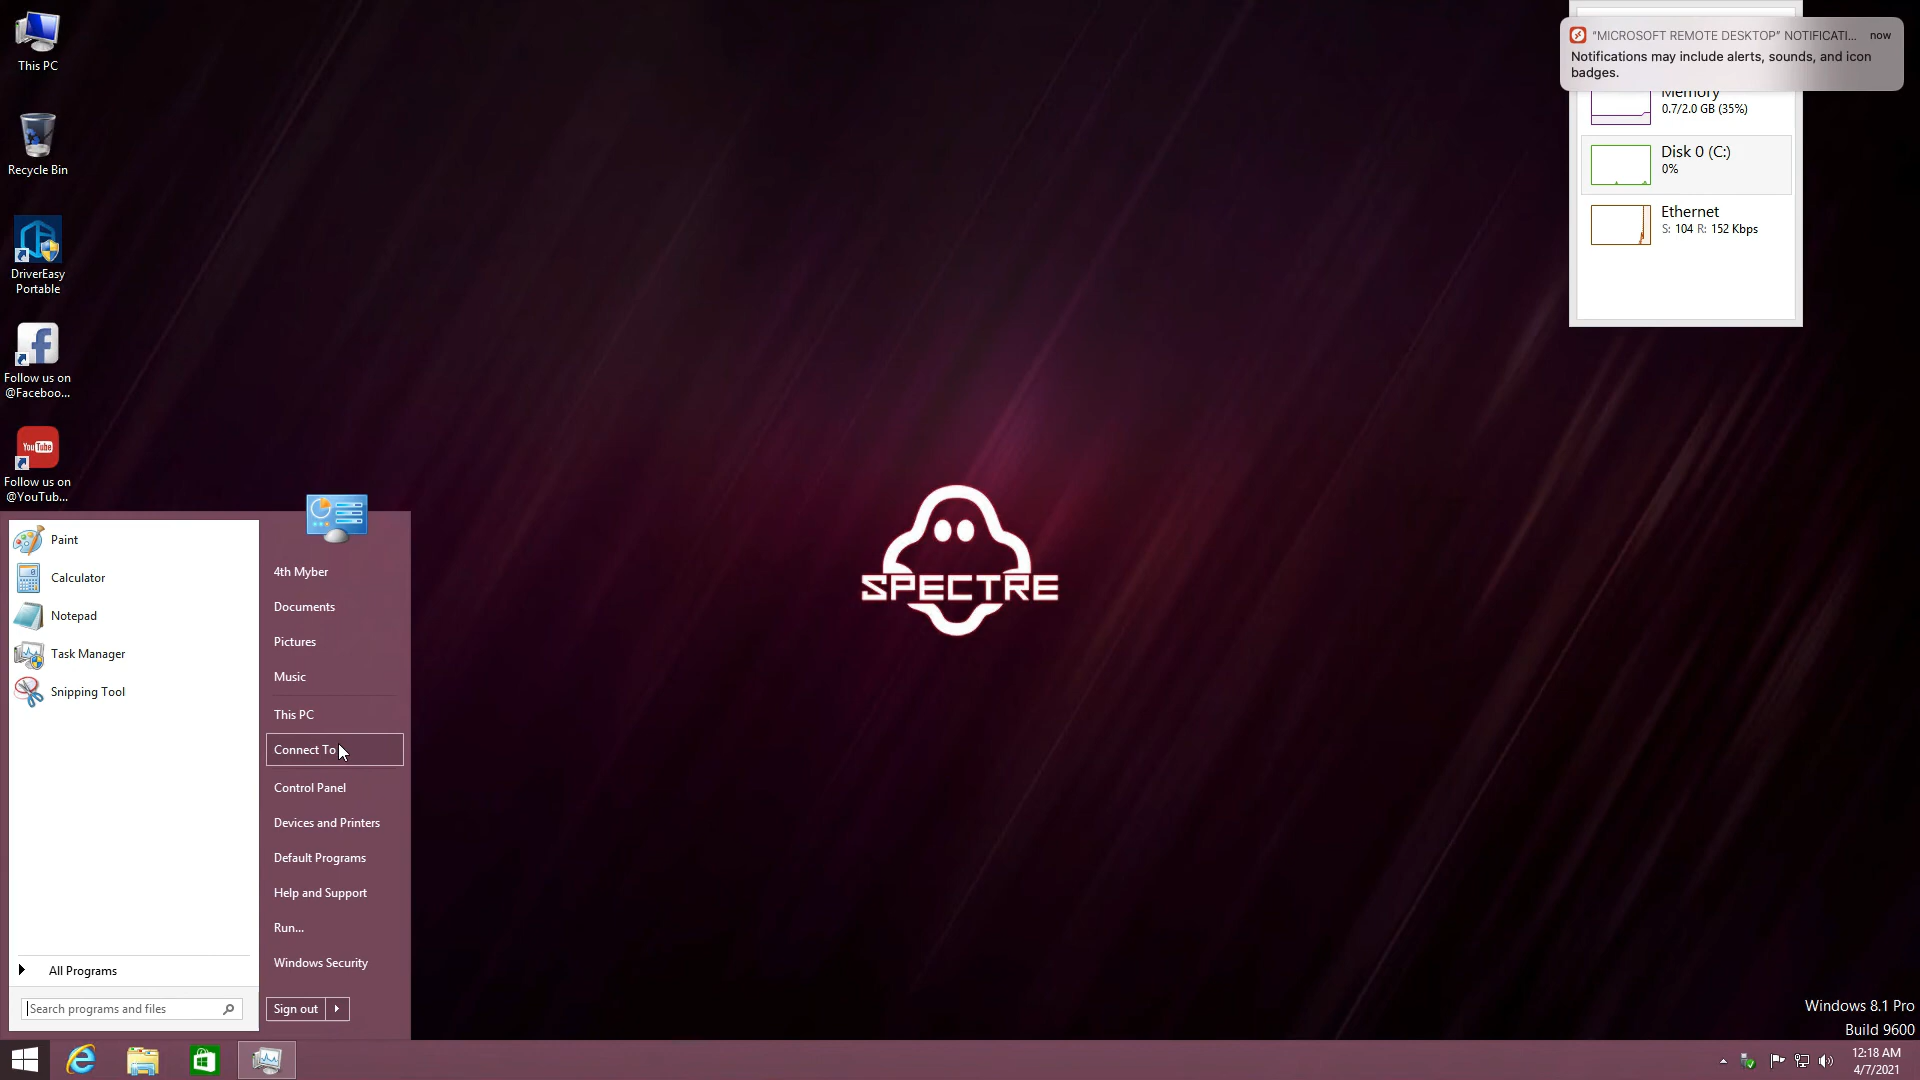 This PC
Recycle Bin
DriverEasy
Portable
Follow us on
@Faceboo...
You Tube
Follow us on
@YouTub...
Paint
Calculator
Notepad
Task Manager
Snipping Tool
All Programs
Search programs and files
4th Myber
Documents
Pictures
Music
This PC
Connect To
Control Panel
Devices and Printers
Default Programs
Help and Support
Run...
Windows Security
Sign out
SPECTRE
"MICROSOFT REMOTE DESKTOP" NOTIFICATI... now
Notifications may include alerts, sounds, and icon
badges.
Memory
0.7/2.0 GB (35%)
Disk 0 (C:)
0%
Ethernet
S: 104 R: 152 Kbps
Windows 8.1 Pro
Build 9600
12:18 AM
4/7/2021